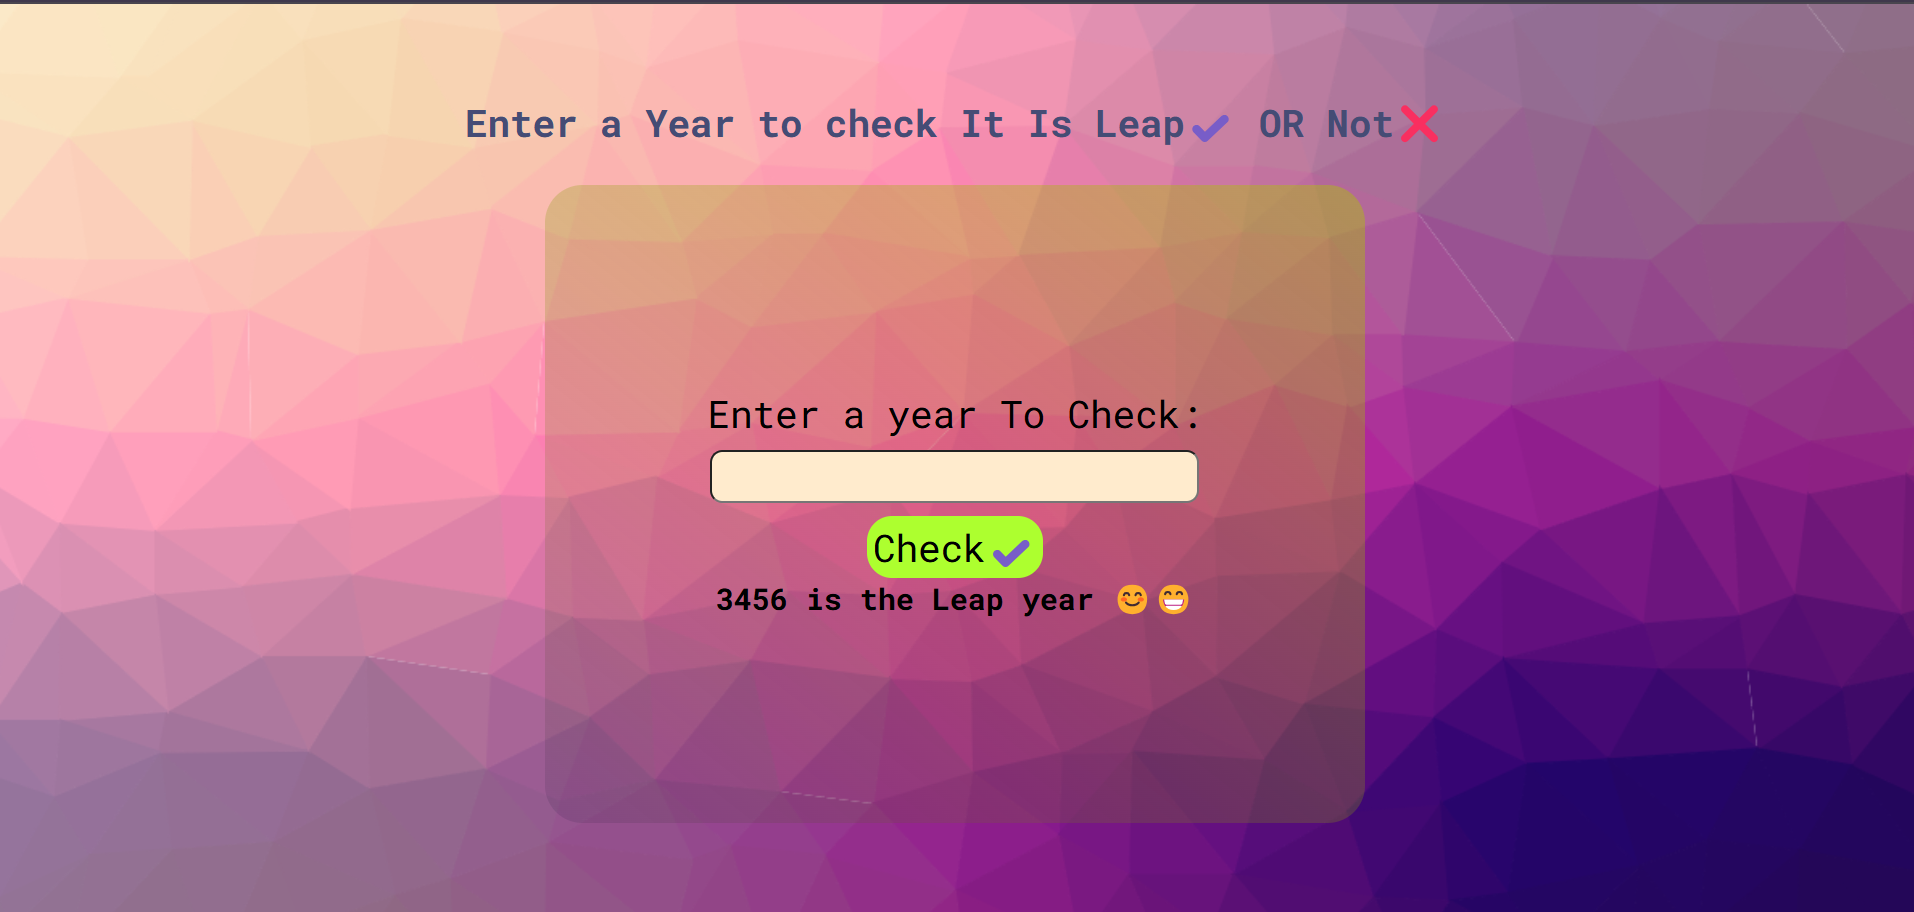 Enter a Year to check It Is Leap✔ OR Not❌
Enter a year To Check:
Check✔
3456 is the Leap year 😊😁